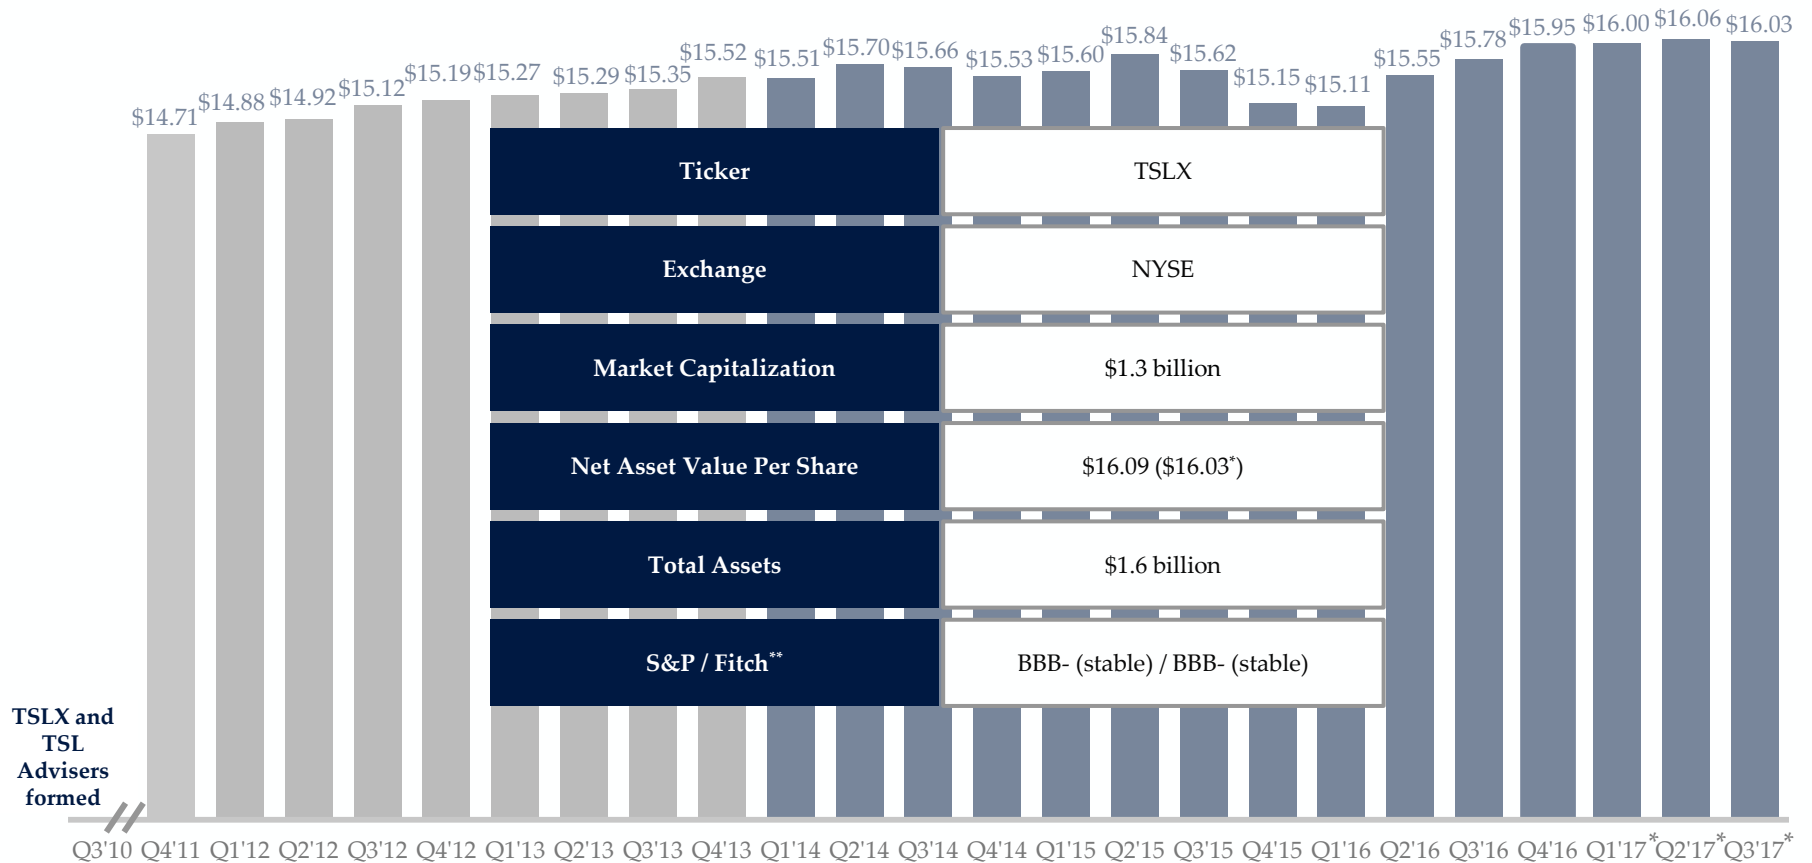 $14.71 $14.88 $14.92 $15.12 $15.19 $15.27 $15.29 $15.35 $15.52 $15.51 $15.70 $15.66 $15.53 $15.60 $15.84 $15.62 $15.15 $15.11 $15.55 $15.78 $15.95 $16.00 $16.06 $16.03
Ticker TSLX
Exchange NYSE
Market Capitalization $1.3 billion
Net Asset Value Per Share $16.09 ($16.03*)
Total Assets $1.6 billion
S&P / Fitch** BBB- (stable) / BBB- (stable)
TSLX and
TSL
Advisers
formed
Q3'10 Q4'11 Q1'12 Q2'12 Q3'12 Q4'12 Q1'13 Q2'13 Q3'13 Q4'13 Q1'14 Q2'14 Q3'14 Q4'14 Q1'15 Q2'15 Q3'15 Q4'15 Q1'16 Q2'16 Q3'16 Q4'16 Q1'17* Q2'17* Q3'17*